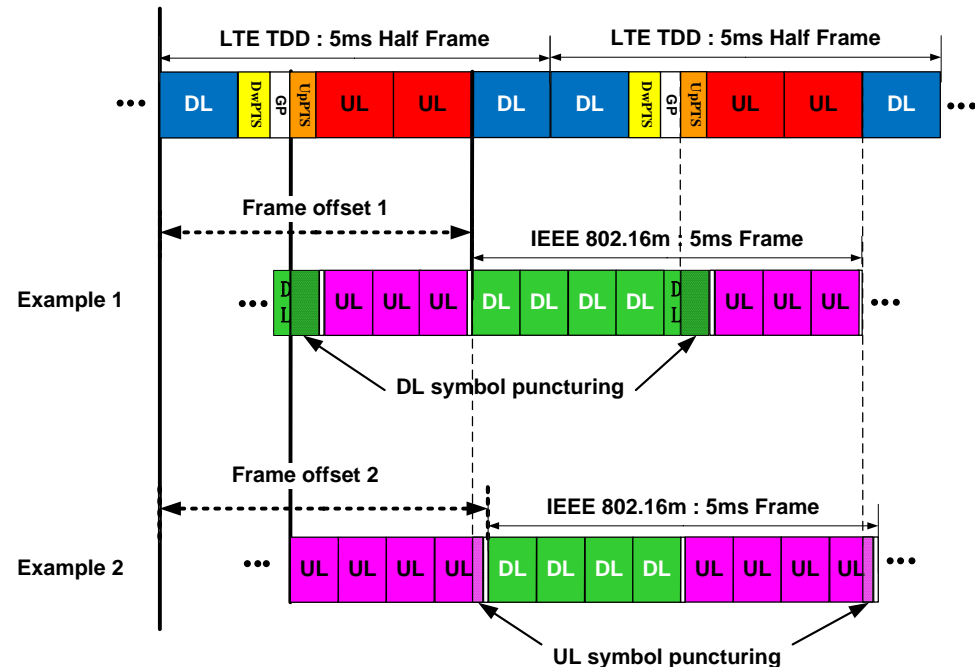 LTE TDD : 5ms Half Frame LTE TDD : 5ms Half Frame
••• DL DwPTS GP UpPTS UL UL DL DL DwPTS GP UpPTS UL UL DL •••
Frame offset 1
IEEE 802.16m : 5ms Frame
Example 1 ••• DL UL UL UL DL DL DL DL DL UL UL UL •••
DL symbol puncturing
Frame offset 2
IEEE 802.16m : 5ms Frame
Example 2 ••• UL UL UL UL DL DL DL DL UL UL UL UL •••
UL symbol puncturing